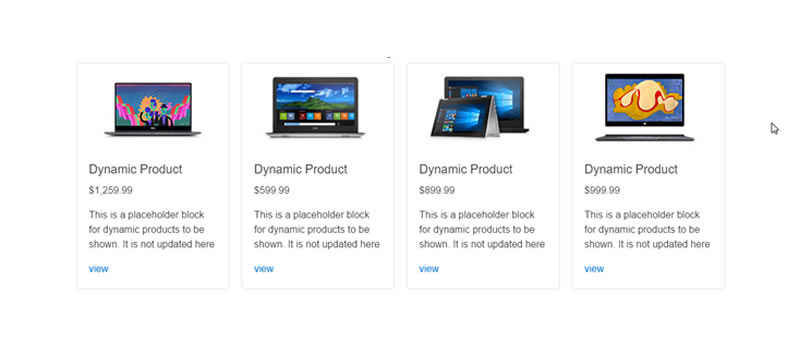 Dynamic Product
$1,259.99
This is a placeholder block
for dynamic products to be
shown. It is not updated here
view
Dynamic Product
$599.99
This is a placeholder block
for dynamic products to be
shown. It is not updated here
view
Dynamic Product
$899.99
This is a placeholder block
for dynamic products to be
shown. It is not updated here
view
Dynamic Product
$999.99
This is a placeholder block
for dynamic products to be
shown. It is not updated here
view